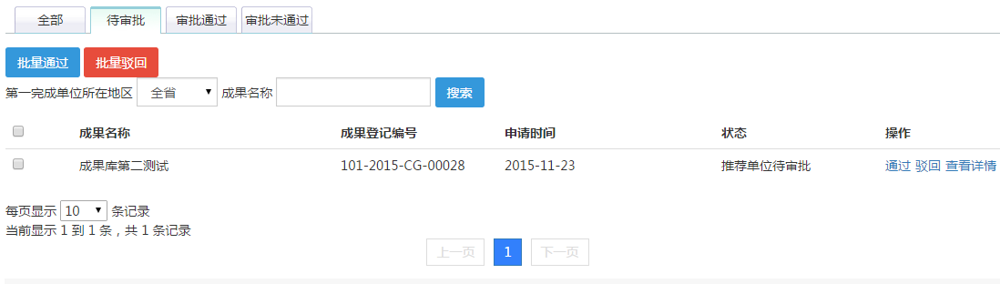 全部 待审批 审批通过 审批未通过
批量通过 批量驳回
第一完成单位所在地区 全省 成果名称 搜索
成果名称 成果登记编号 申请时间 状态 操作
成果库第二测试 101-2015-CG-00028 2015-11-23 推荐单位待审批 通过 驳回 查看详情
每页显示 10 条记录
当前显示 1 到 1 条，共 1 条记录
上一页 1 下一页